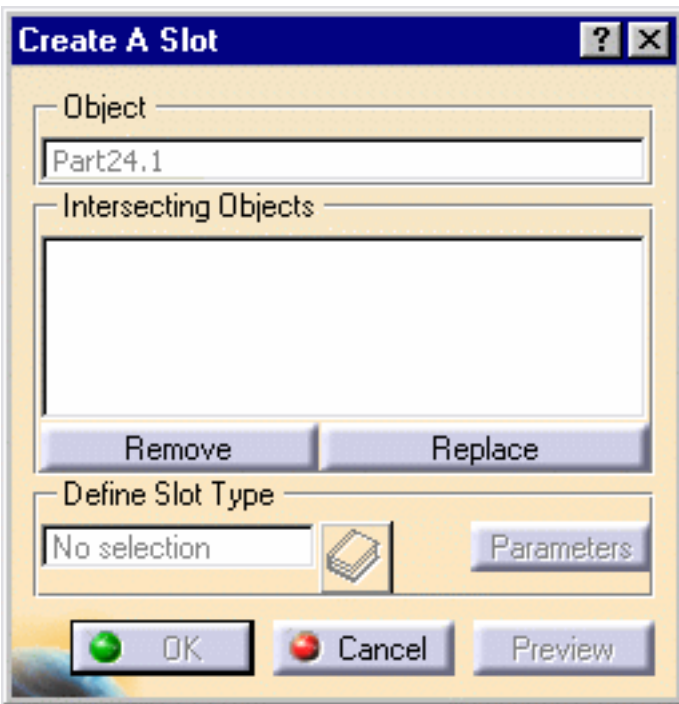 Create A Slot
Object
Part24.1
Intersecting Objects
Remove Replace
Define Slot Type
No selection Parameters
OK Cancel Preview